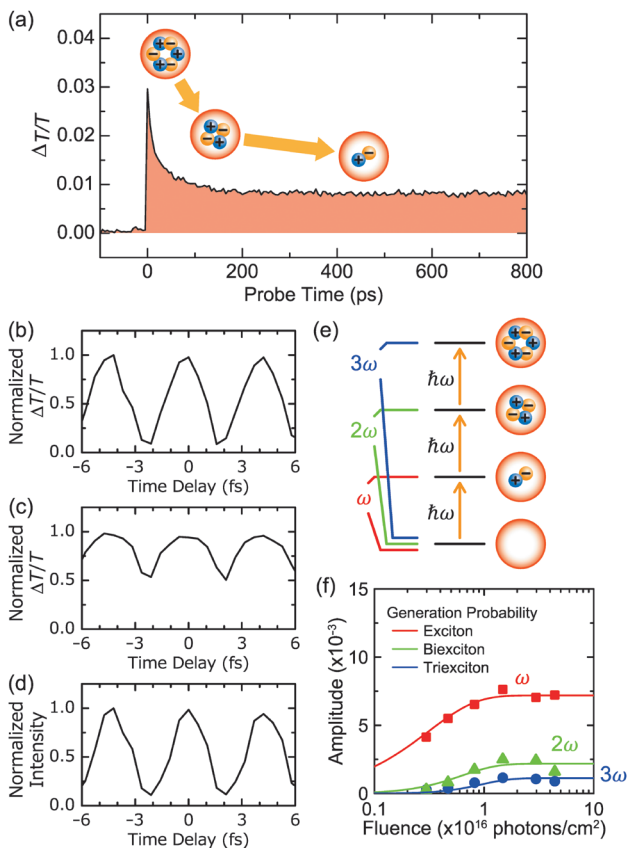 (a)
ΔT/T
0.04
0.03
0.02
0.01
0.00
0 200 400 600 800
Probe Time (ps)
(b)
Normalized
ΔT/T
1.0
0.5
0.0
-6 -3 0 3 6
Time Delay (fs)
(c)
Normalized
ΔT/T
1.0
0.5
0.0
-6 -3 0 3 6
Time Delay (fs)
(d)
Normalized
Intensity
1.0
0.5
0.0
-6 -3 0 3 6
Time Delay (fs)
(e)
3ω
2ω
ω
ħω
ħω
ħω
(f)
Amplitude (x10⁻³)
15
10
5
0
Generation Probability
Exciton
Biexciton
Triexciton
ω
2ω
3ω
0.1 1 10
Fluence (x10¹⁶ photons/cm²)